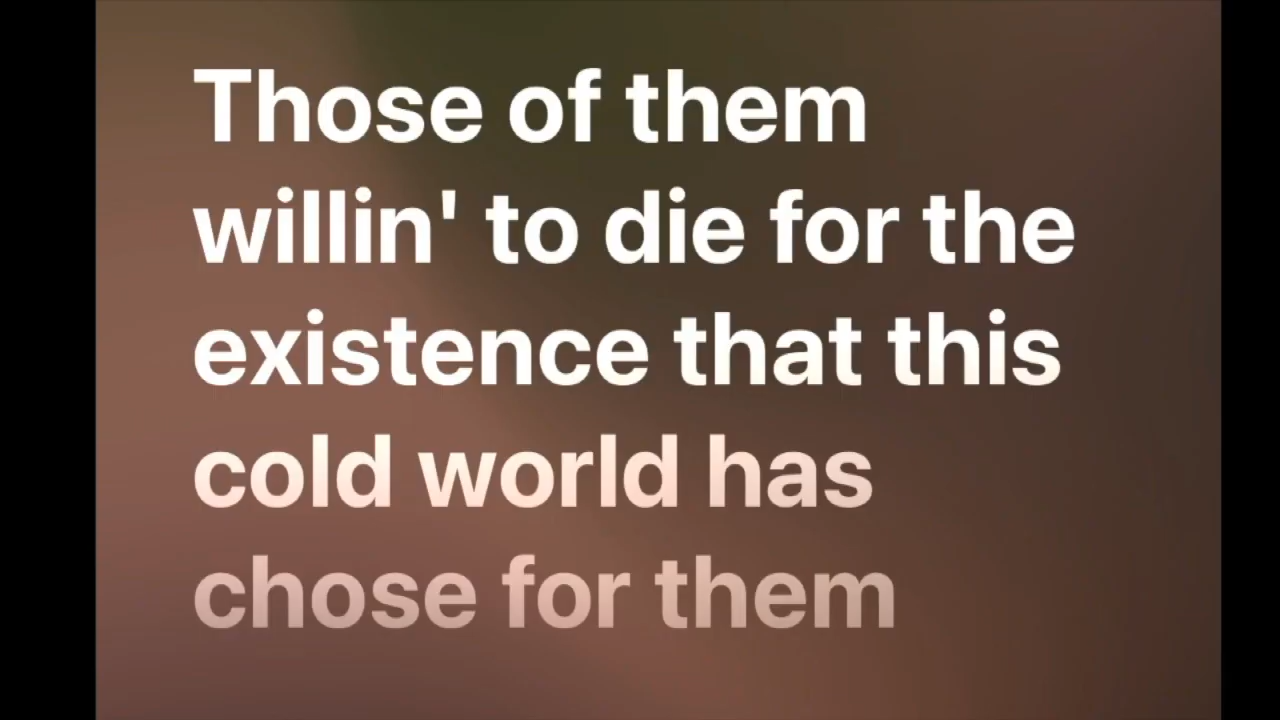 Those of them
willin' to die for the
existence that this
cold world has
chose for them